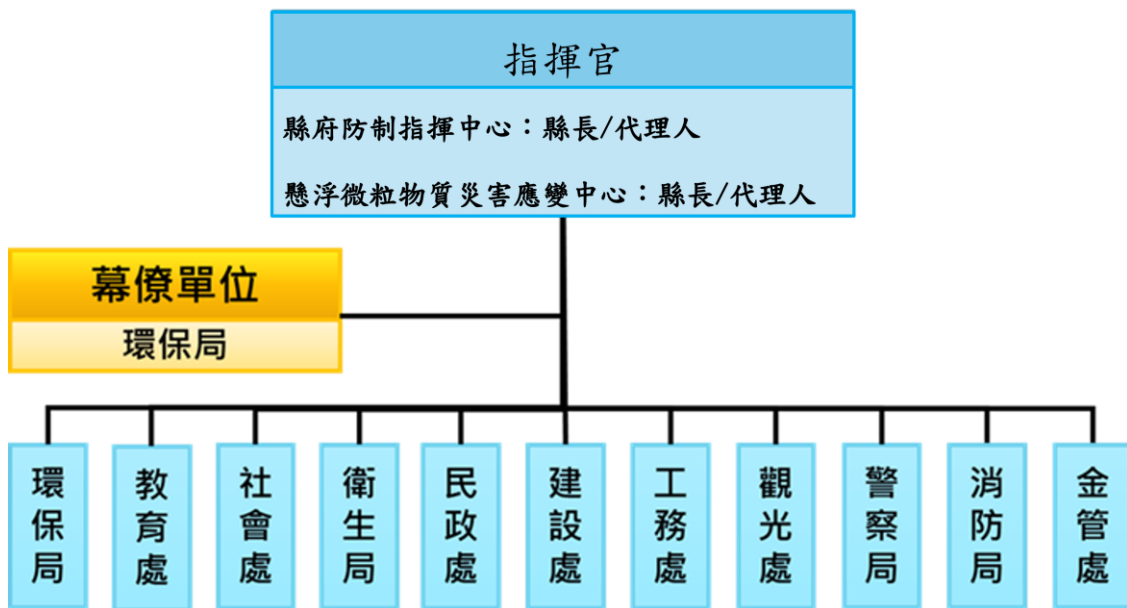 指揮官
縣府防制指揮中心：縣長/代理人
懸浮微粒物質災害應變中心：縣長/代理人
幕僚單位
環保局
環保局
教育處
社會處
衛生局
民政處
建設處
工務處
觀光處
警察局
消防局
金管處